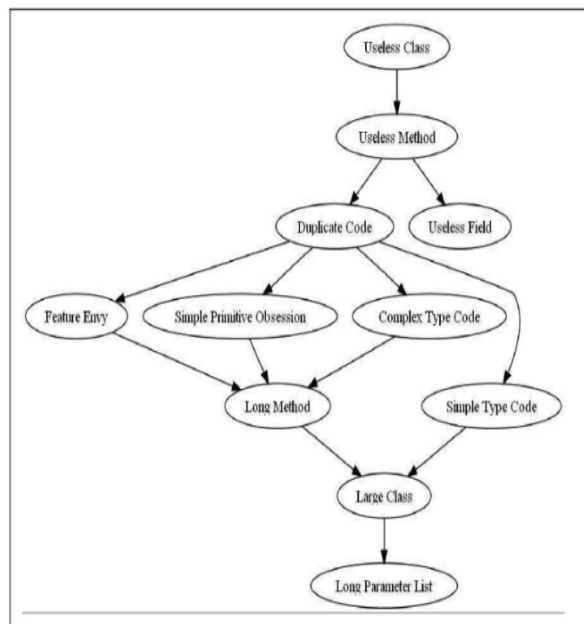 Useless Class
Useless Method
Duplicate Code
Useless Field
Feature Envy
Simple Primitive Obsession
Complex Type Code
Long Method
Simple Type Code
Large Class
Long Parameter List